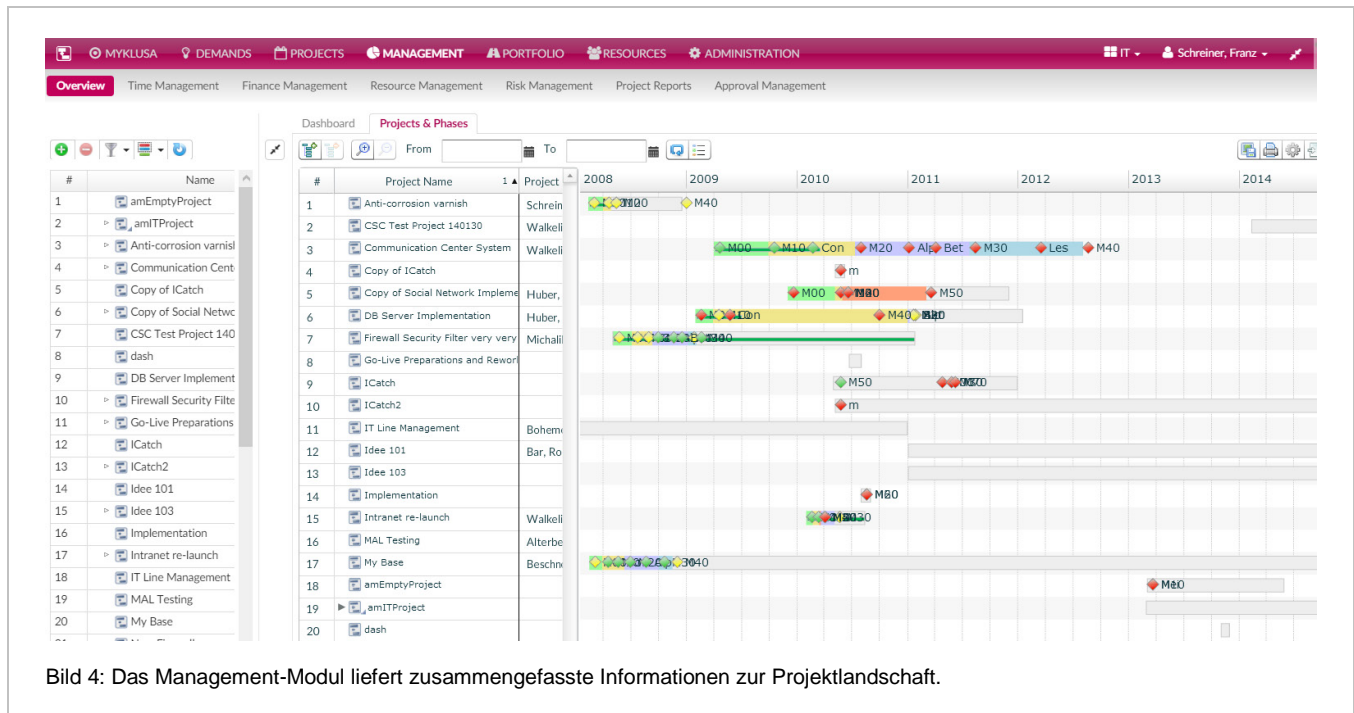 MYKLUSA DEMANDS PROJECTS MANAGEMENT PORTFOLIO RESOURCES ADMINISTRATION IT Schreiner, Franz
Overview Time Management Finance Management Resource Management Risk Management Project Reports Approval Management
Dashboard Projects & Phases
From To
# Name
1 amEmptyProject
2 amITProject
3 Anti-corrosion varnisl
4 Communication Cent
5 Copy of ICatch
6 Copy of Social Netwc
7 CSC Test Project 140
8 dash
9 DB Server Implement
10 Firewall Security Filte
11 Go-Live Preparations
12 ICatch
13 ICatch2
14 Idee 101
15 Idee 103
16 Implementation
17 Intranet re-launch
18 IT Line Management
19 MAL Testing
20 My Base
# Project Name 1 Project 2008 2009 2010 2011 2012 2013 2014
1 Anti-corrosion varnish Schrein M40
2 CSC Test Project 140130 Walkeli
3 Communication Center System Walkeli M00 M10 Con M20 Alp Bet M30 Les M40
4 Copy of ICatch m
5 Copy of Social Network Impleme Huber, M00 M50
6 DB Server Implementation Huber, Con M40
7 Firewall Security Filter very very Michalil
8 Go-Live Preparations and Reworl
9 ICatch M50
10 ICatch2 m
11 IT Line Management Bohem
12 Idee 101 Bar, Ro
13 Idee 103
14 Implementation
15 Intranet re-launch Walkeli
16 MAL Testing Alterbe
17 My Base Beschn
18 amEmptyProject
19 amITProject
20 dash
Bild 4: Das Management-Modul liefert zusammengefasste Informationen zur Projektlandschaft.